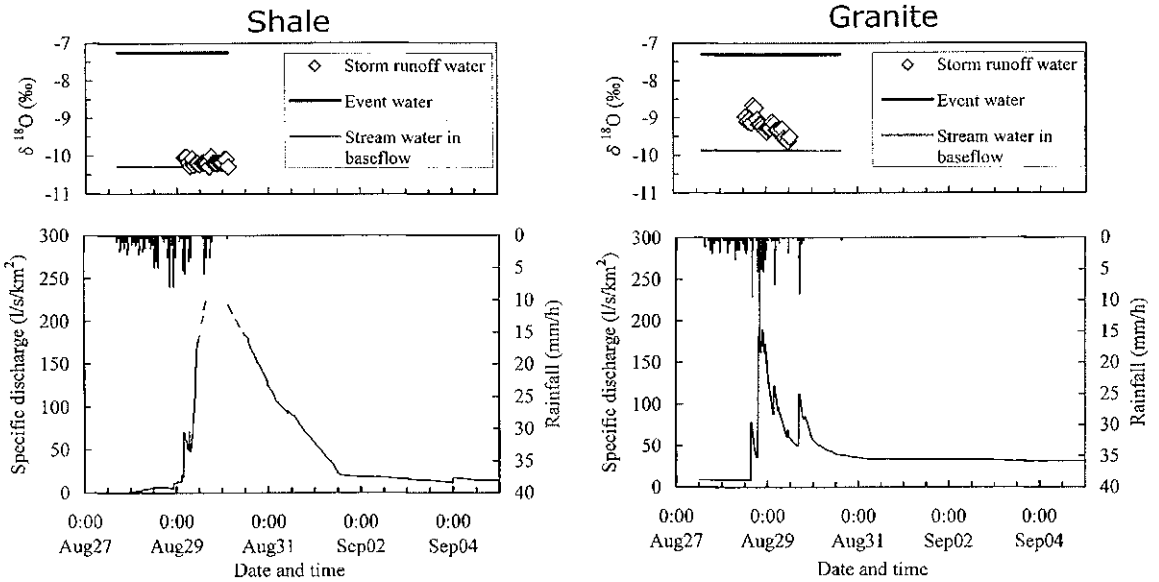 Shale
-7
-8
-9
-10
-11
δ 18O (‰)
Storm runoff water
Event water
Stream water in
baseflow
300
250
200
150
100
50
0
Specific discharge (l/s/km2)
0
5
10
15
20
25
30
35
40
Rainfall (mm/h)
0:00 0:00 0:00 0:00 0:00
Aug27 Aug29 Aug31 Sep02 Sep04
Date and time
Granite
-7
-8
-9
-10
-11
δ 18O (‰)
Storm runoff water
Event water
Stream water in
baseflow
300
250
200
150
100
50
0
Specific discharge (l/s/km2)
0
5
10
15
20
25
30
35
40
Rainfall (mm/h)
0:00 0:00 0:00 0:00 0:00
Aug27 Aug29 Aug31 Sep02 Sep04
Date and time